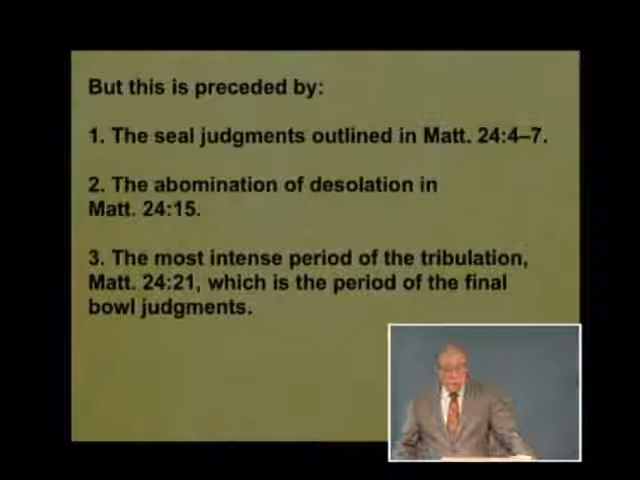 But this is preceded by:
1. The seal judgments outlined in Matt. 24:4–7.
2. The abomination of desolation in
Matt. 24:15.
3. The most intense period of the tribulation,
Matt. 24:21, which is the period of the final
bowl judgments.